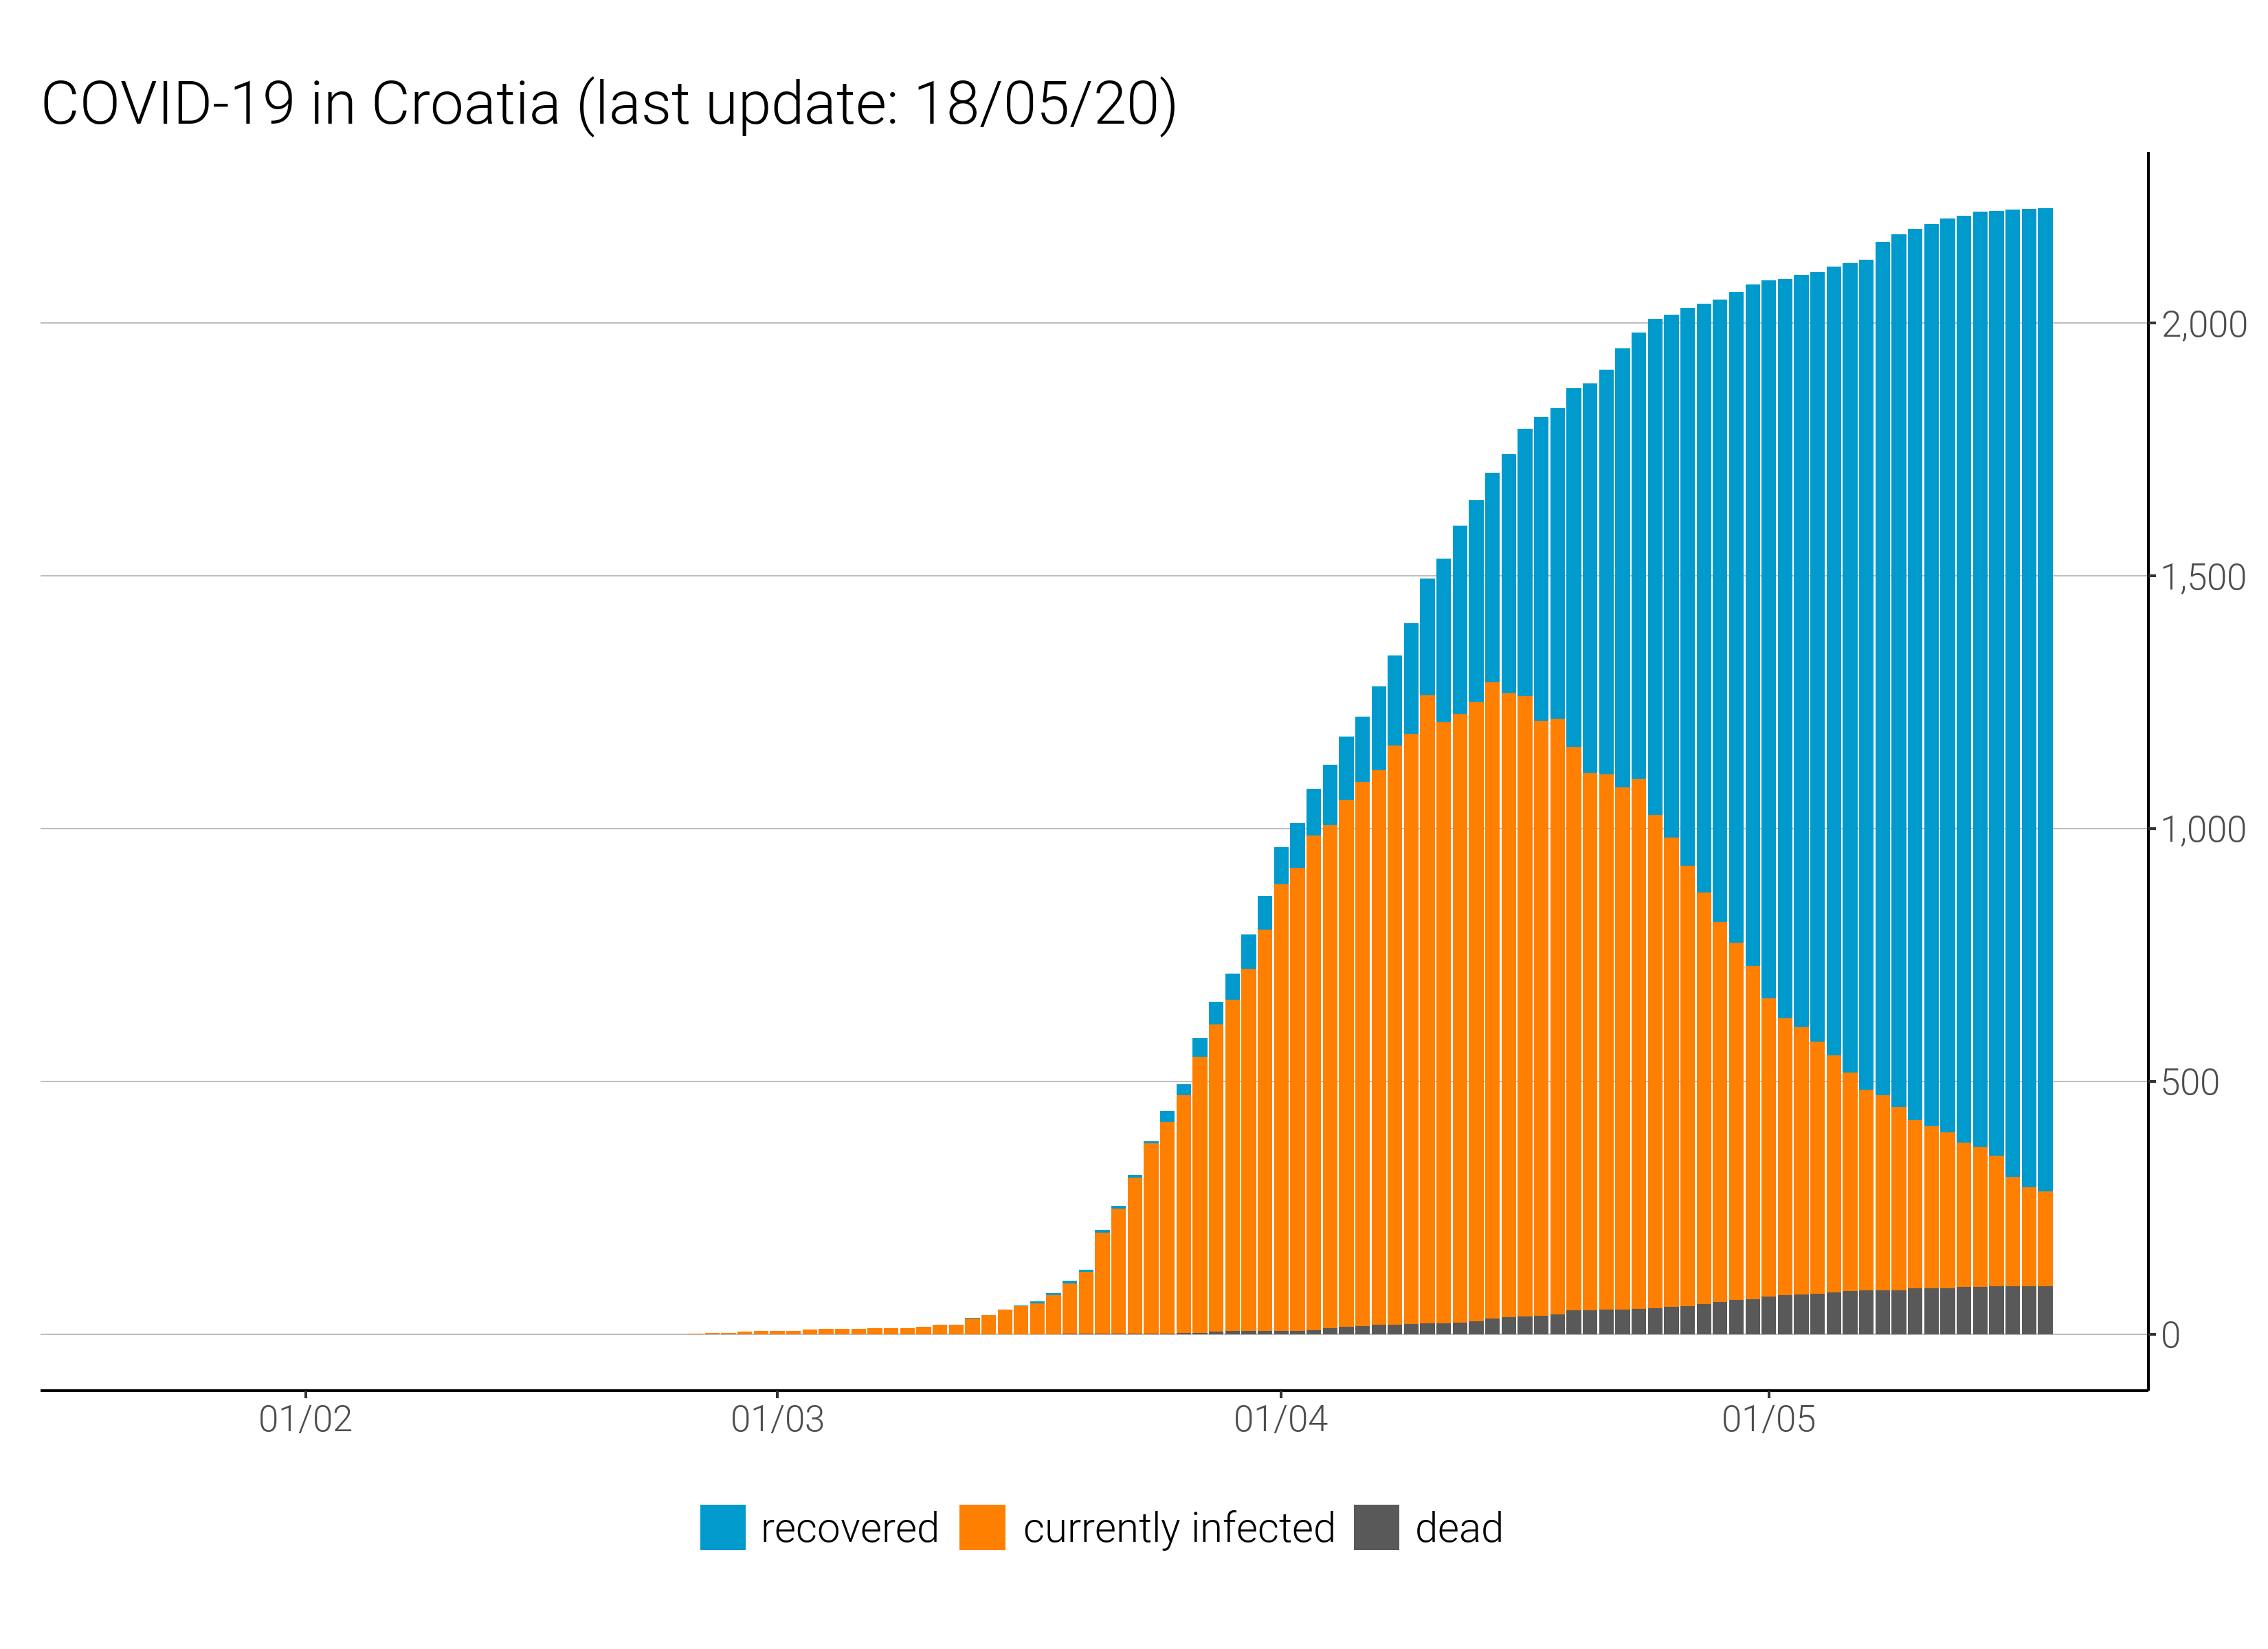 COVID-19 in Croatia (last update: 18/05/20)
2,000
1,500
1,000
500
0
01/02 01/03 01/04 01/05
recovered currently infected dead